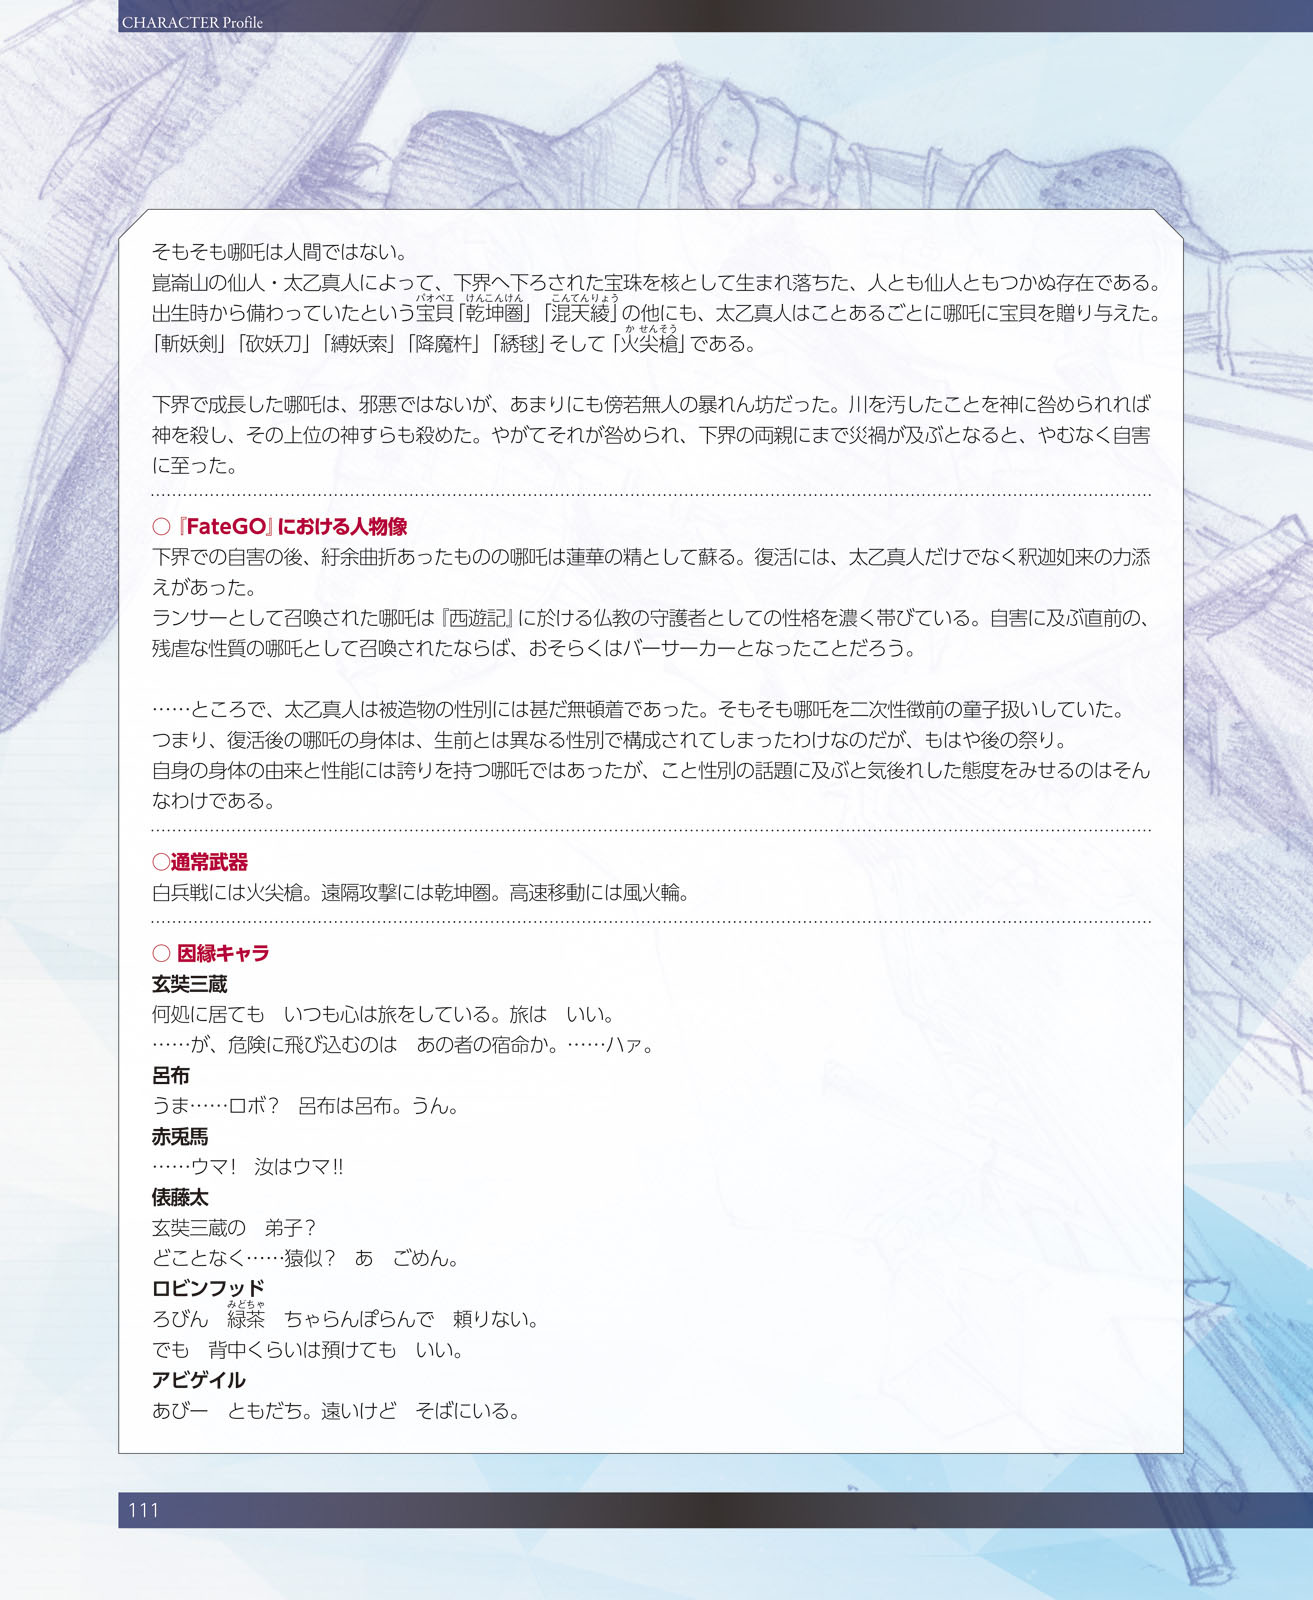 CHARACTER Profile
そもそも哪吒は人間ではない。
崑崙山の仙人・太乙真人によって、下界へ下ろされた宝珠を核として生まれ落ちた、人とも仙人ともつかぬ存在である。
出生時から備わっていたという宝貝「乾坤圏」「混天綾」の他にも、太乙真人はことあるごとに哪吒に宝貝を贈り与えた。
「斬妖剣」「砍妖刀」「縛妖索」「降魔杵」「綉毬」そして「火尖槍」である。
下界で成長した哪吒は、邪悪ではないが、あまりにも傍若無人の暴れん坊だった。川を汚したことを神に咎められれば
神を殺し、その上位の神すらも殺めた。やがてそれが咎められ、下界の両親にまで災禍が及ぶとなると、やむなく自害
に至った。
○『FateGO』における人物像
下界での自害の後、紆余曲折あったものの哪吒は蓮華の精として蘇る。復活には、太乙真人だけでなく釈迦如来の力添
えがあった。
ランサーとして召喚された哪吒は『西遊記』に於ける仏教の守護者としての性格を濃く帯びている。自害に及ぶ直前の、
残虐な性質の哪吒として召喚されたならば、おそらくはバーサーカーとなったことだろう。
……ところで、太乙真人は被造物の性別には甚だ無頓着であった。そもそも哪吒を二次性徴前の童子扱いしていた。
つまり、復活後の哪吒の身体は、生前とは異なる性別で構成されてしまったわけなのだが、もはや後の祭り。
自身の身体の由来と性能には誇りを持つ哪吒ではあったが、こと性別の話題に及ぶと気後れした態度をみせるのはそん
なわけである。
○通常武器
白兵戦には火尖槍。遠隔攻撃には乾坤圏。高速移動には風火輪。
○ 因縁キャラ
玄奘三蔵
何処に居ても　いつも心は旅をしている。旅は　いい。
……が、危険に飛び込むのは　あの者の宿命か。……ハァ。
呂布
うま……ロボ？　呂布は呂布。うん。
赤兎馬
……ウマ！　汝はウマ!!
俵藤太
玄奘三蔵の　弟子？
どことなく……猿似？　あ　ごめん。
ロビンフッド
ろびん　緑茶　ちゃらんぽらんで　頼りない。
でも　背中くらいは預けても　いい。
アビゲイル
あびー　ともだち。遠いけど　そばにいる。
111